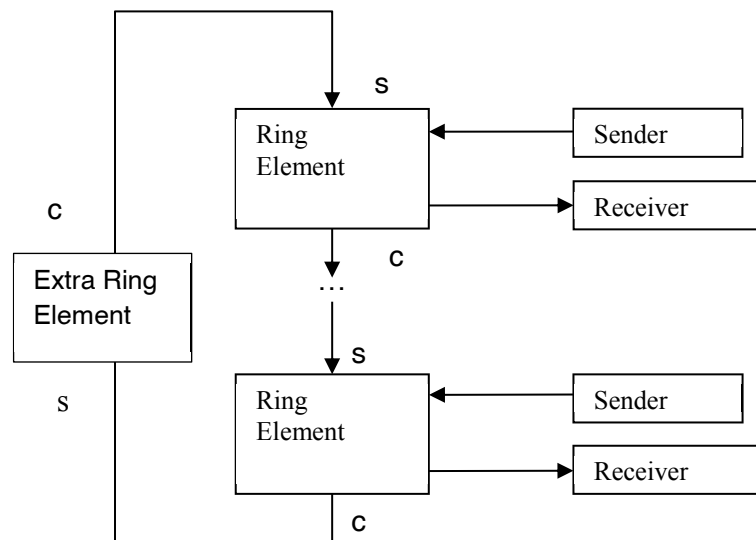 s
Ring
Element
Sender
Receiver
c
c
Extra Ring
Element
s
...
s
Ring
Element
Sender
Receiver
c